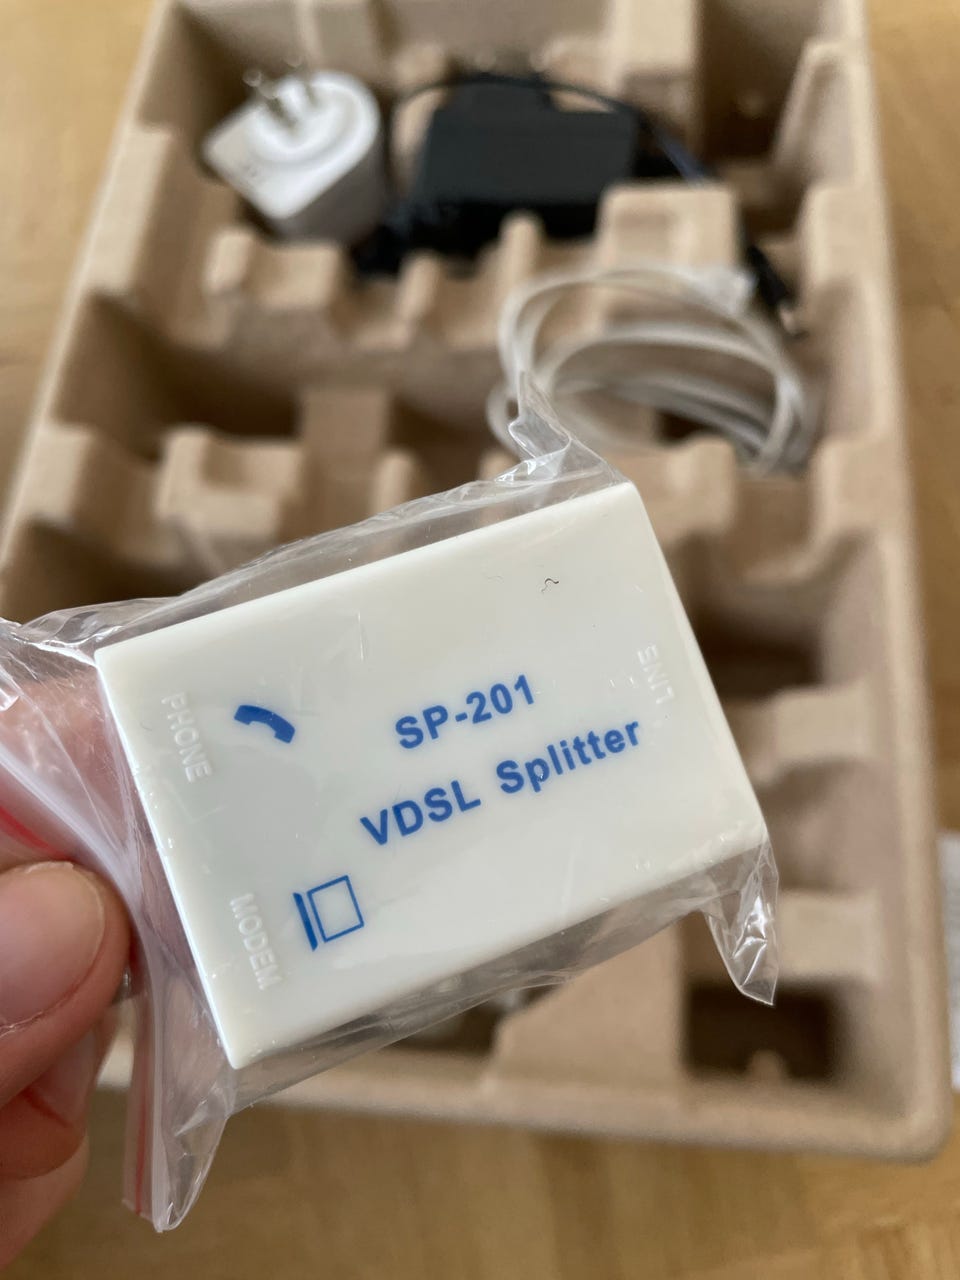 PHONE
SP-201
LINE
VDSL Splitter
MODEM